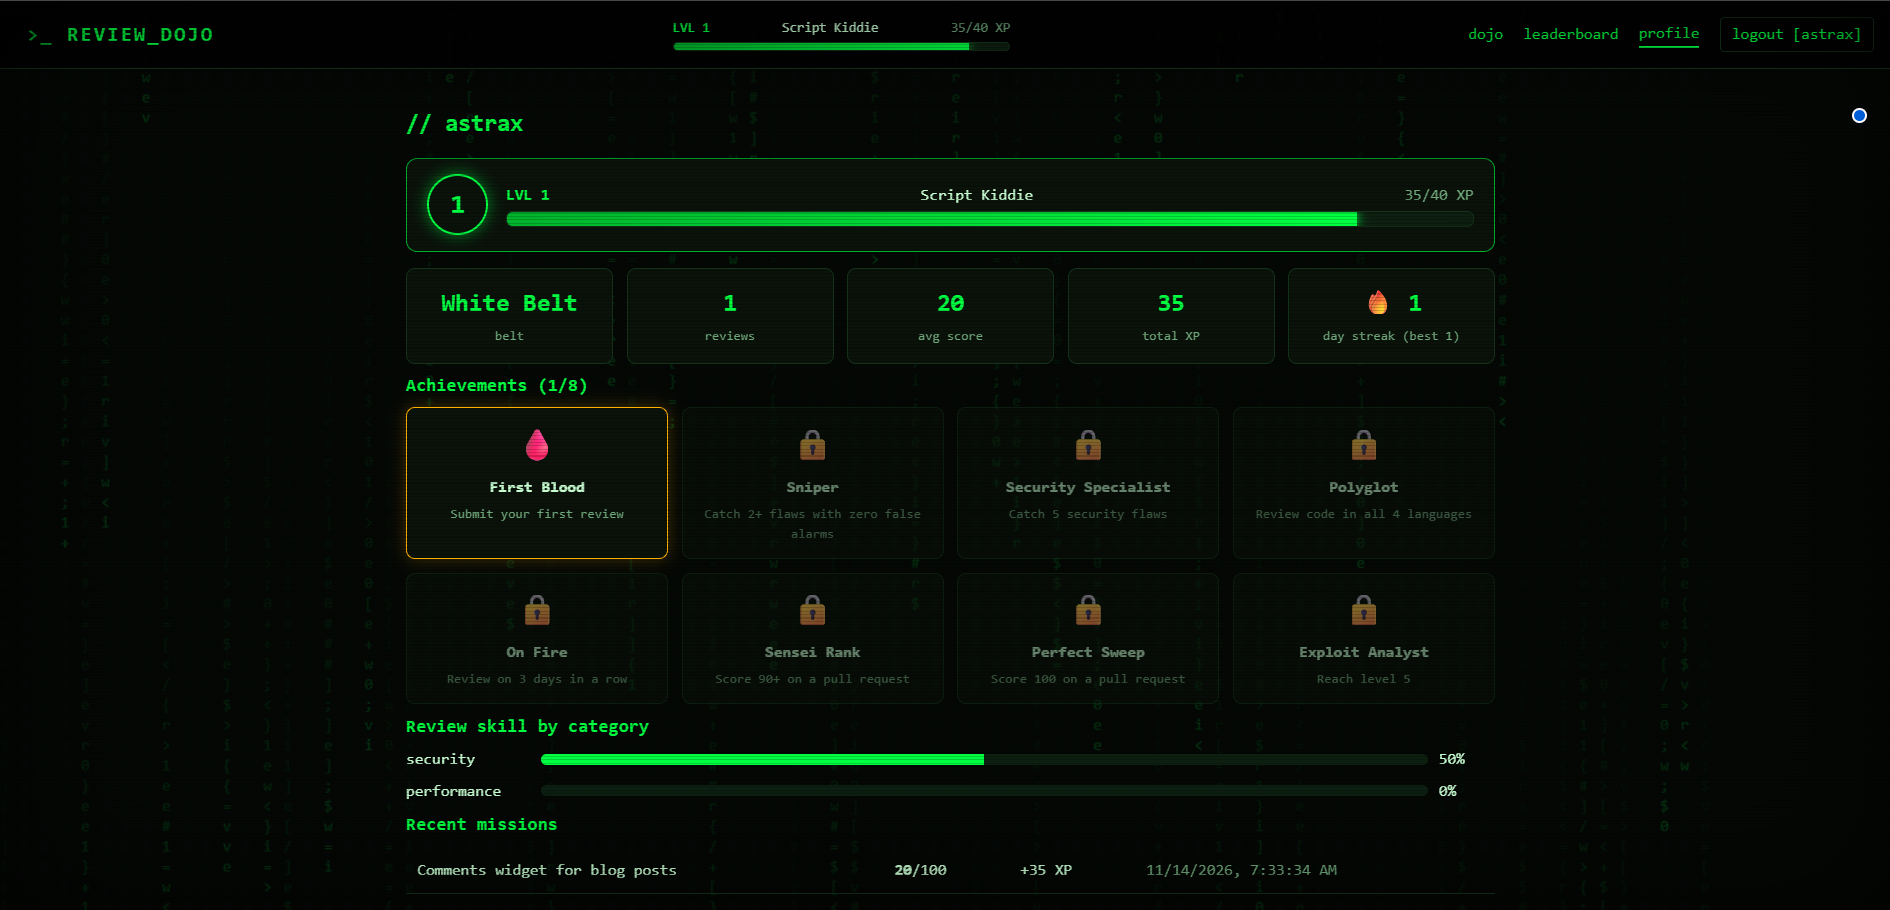 >_ REVIEW_DOJO
LVL 1 Script Kiddie 35/40 XP
dojo leaderboard profile logout [astrax]
// astrax
1
LVL 1 Script Kiddie 35/40 XP
White Belt
belt
1
reviews
20
avg score
35
total XP
1
day streak (best 1)
Achievements (1/8)
First Blood
Submit your first review
Sniper
Catch 2+ flaws with zero false
alarms
Security Specialist
Catch 5 security flaws
Polyglot
Review code in all 4 languages
On Fire
Review on 3 days in a row
Sensei Rank
Score 90+ on a pull request
Perfect Sweep
Score 100 on a pull request
Exploit Analyst
Reach level 5
Review skill by category
security 50%
performance 0%
Recent missions
Comments widget for blog posts 20/100 +35 XP 11/14/2026, 7:33:34 AM